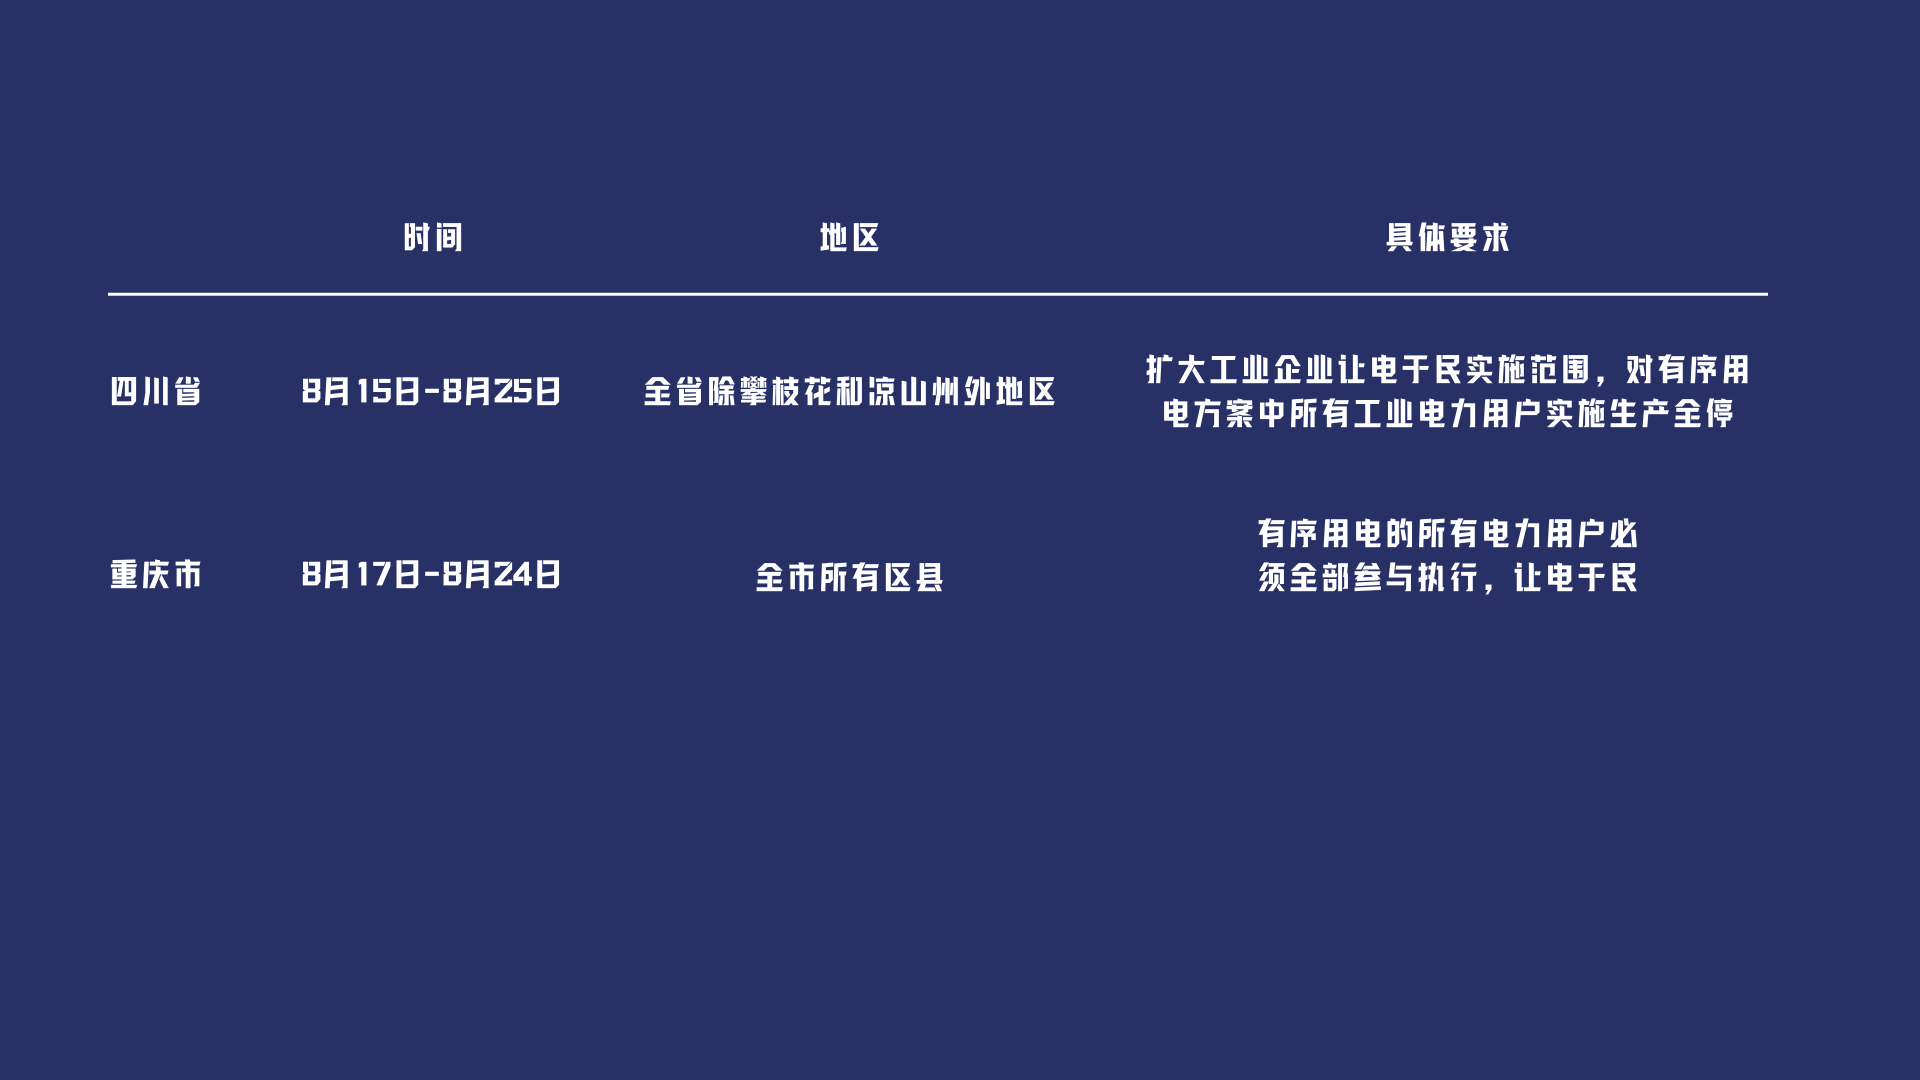 时间 地区 具体要求
四川省 8月15日-8月25日 全省除攀枝花和凉山州外地区 扩大工业企业让电于民实施范围，对有序用
电方案中所有工业电力用户实施生产全停
重庆市 8月17日-8月24日 全市所有区县 有序用电的所有电力用户必
须全部参与执行，让电于民